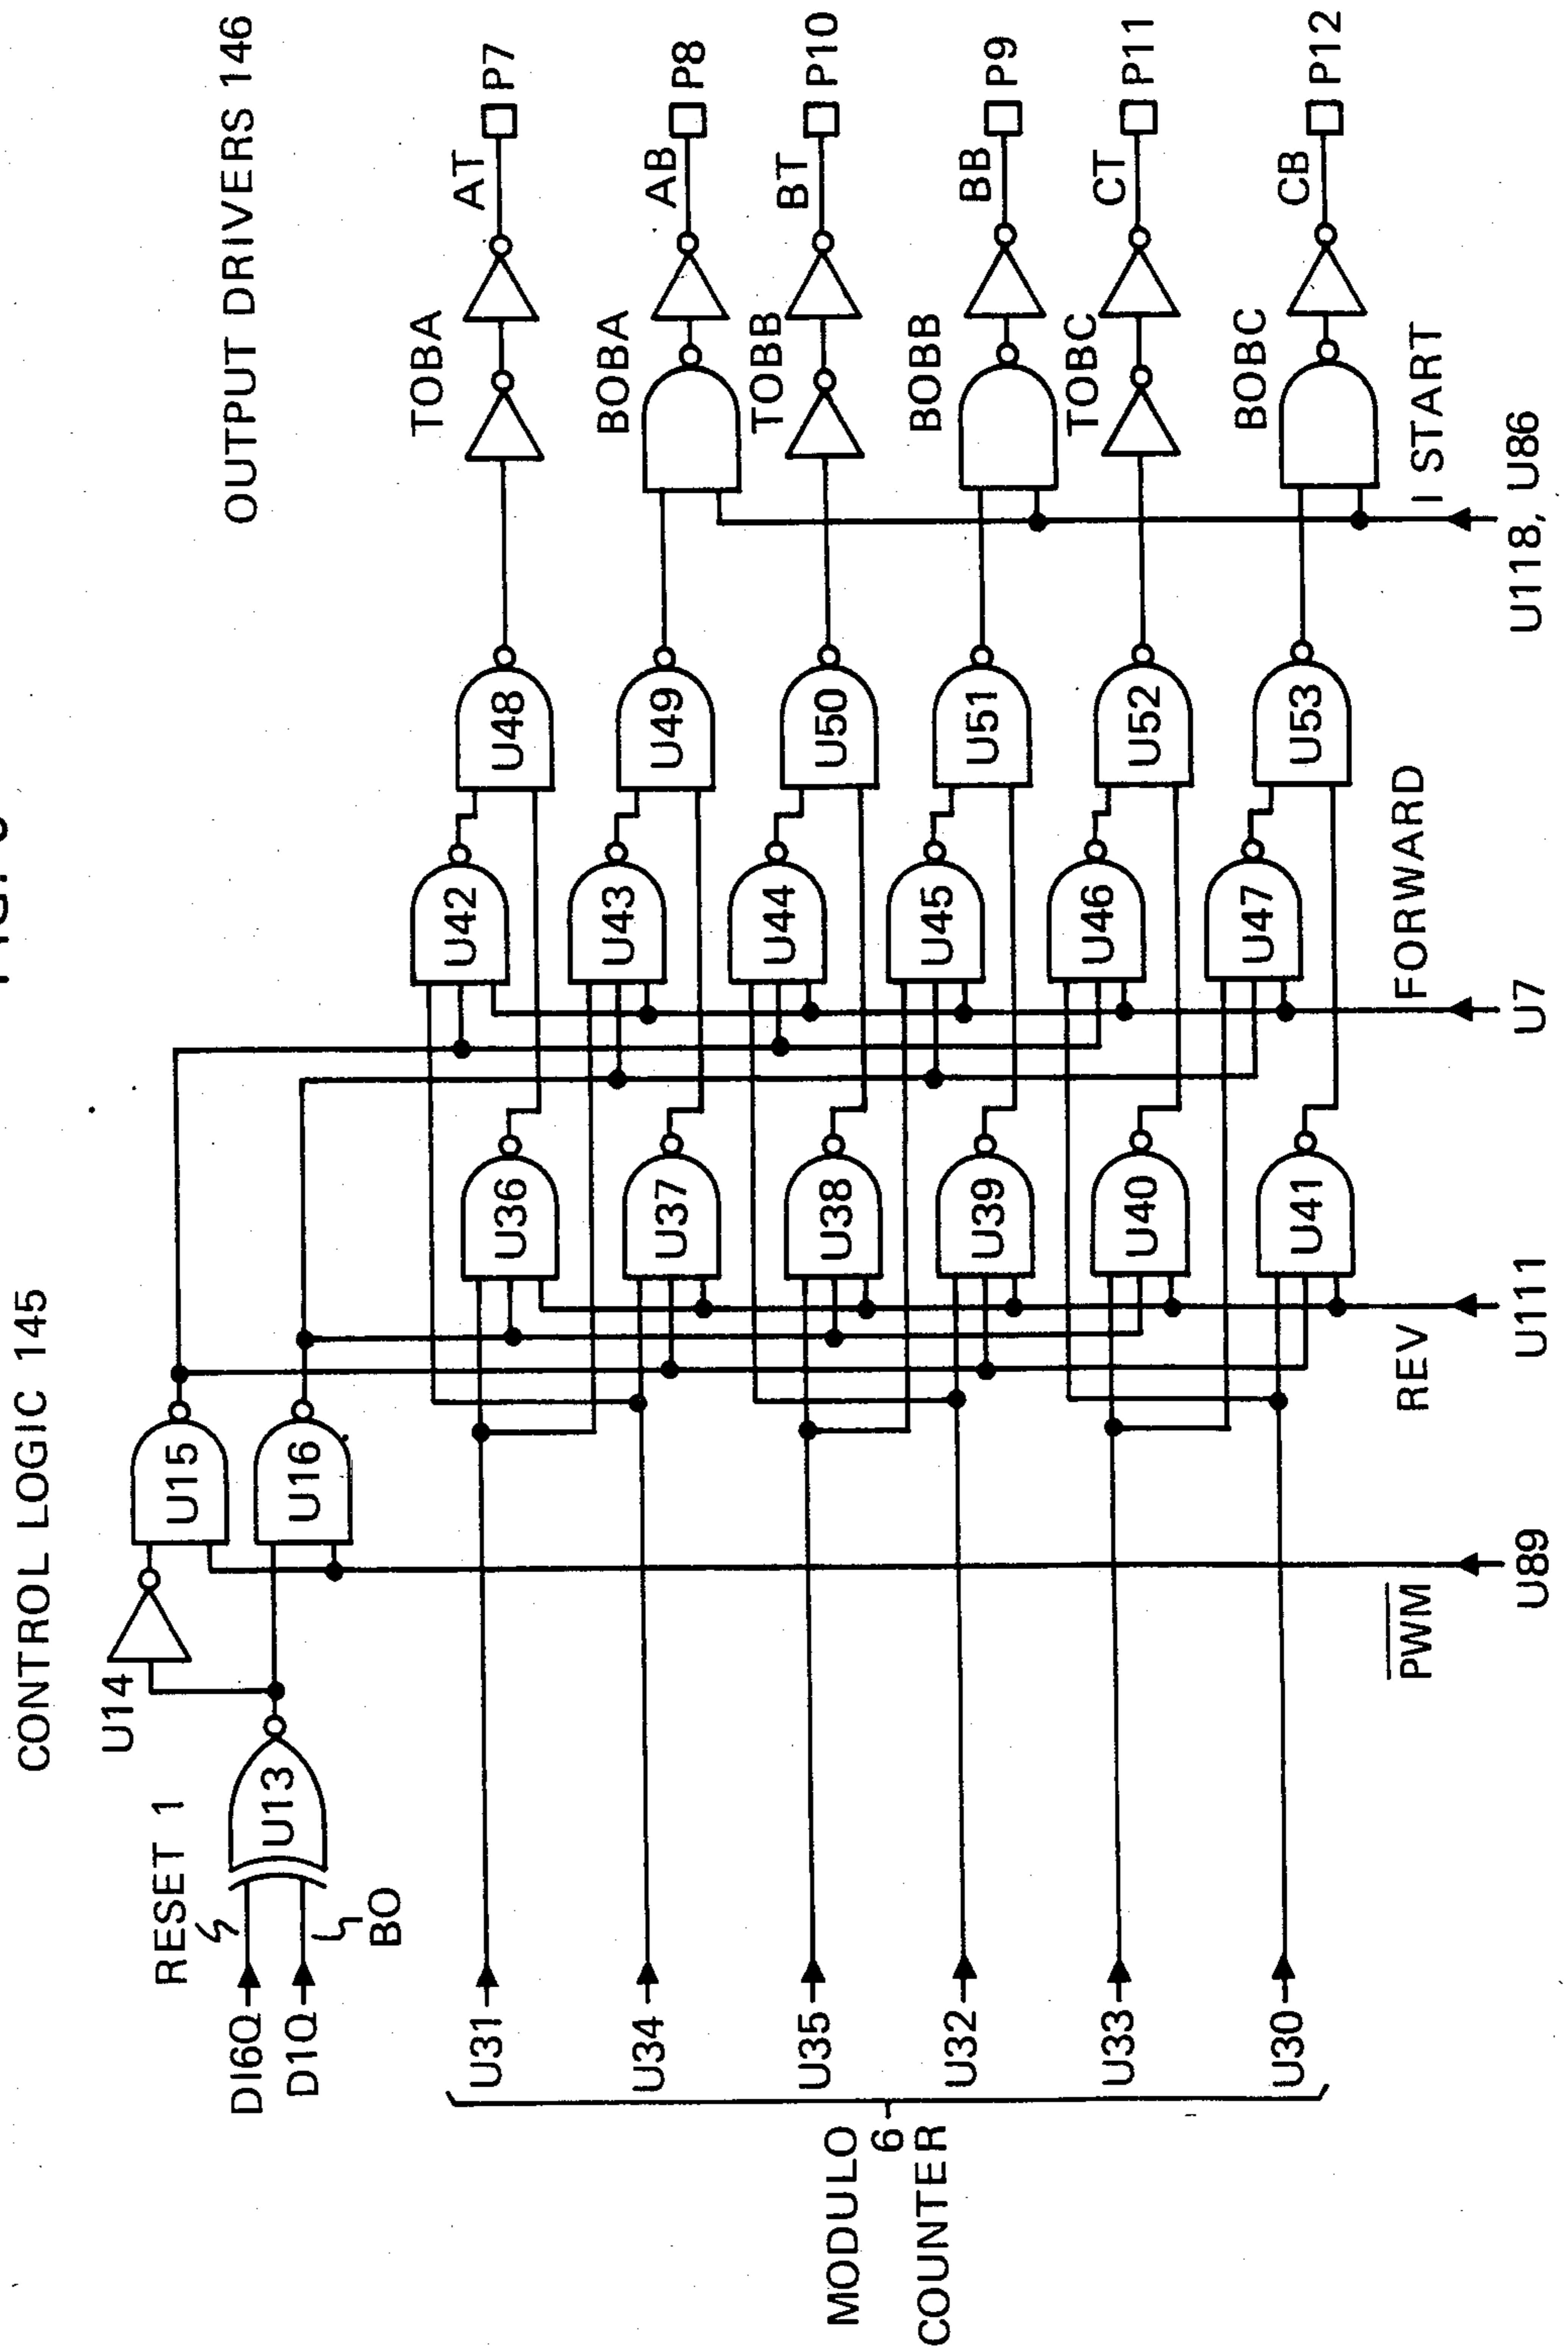 CONTROL LOGIC 145
OUTPUT DRIVERS 146
RESET 1
U14
U15
U16
U13
DI6Q
D1Q
BO
MODULO
6
COUNTER
U31
U34
U35
U32
U33
U30
U36
U37
U38
U39
U40
U41
U42
U43
U44
U45
U46
U47
U48
U49
U50
U51
U52
U53
TOBA
BOBA
TOBB
BOBB
TOBC
BOBC
AT
AB
BT
BB
CT
CB
P7
P8
P10
P9
P11
P12
PWM
REV
FORWARD
I START
U89
U111
U7
U118, U86